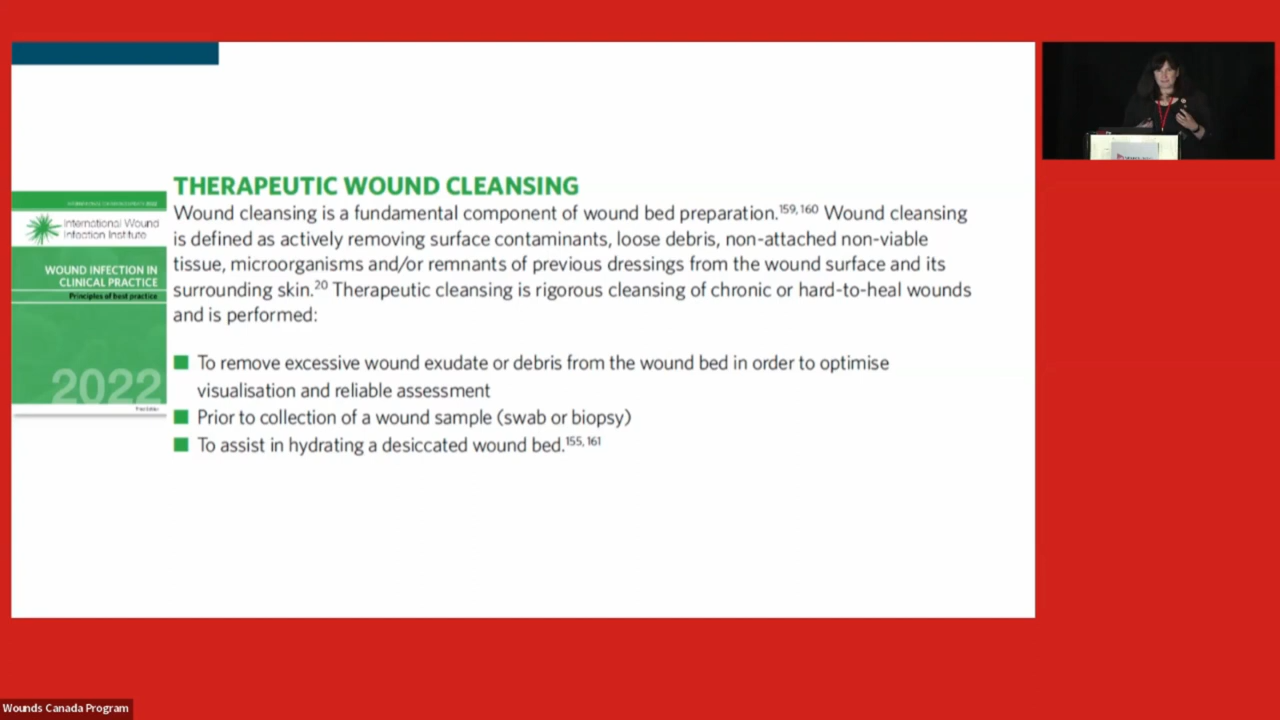 THERAPEUTIC WOUND CLEANSING
Wound cleansing is a fundamental component of wound bed preparation.159, 160 Wound cleansing
is defined as actively removing surface contaminants, loose debris, non-attached non-viable
tissue, microorganisms and/or remnants of previous dressings from the wound surface and its
surrounding skin.20 Therapeutic cleansing is rigorous cleansing of chronic or hard-to-heal wounds
and is performed:
To remove excessive wound exudate or debris from the wound bed in order to optimise
visualisation and reliable assessment
Prior to collection of a wound sample (swab or biopsy)
To assist in hydrating a desiccated wound bed.155, 161
International Wound
Infection Institute
WOUND INFECTION IN
CLINICAL PRACTICE
Principles of best practice
2022
Wounds Canada Program